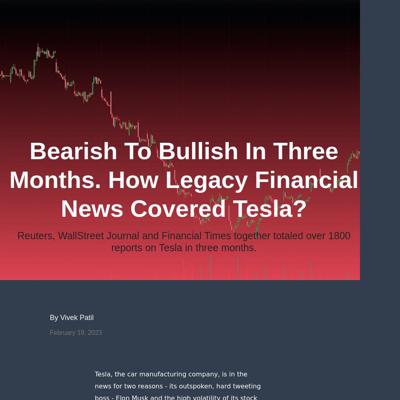 Bearish To Bullish In Three
Months. How Legacy Financial
News Covered Tesla?
Reuters, WallStreet Journal and Financial Times together totaled over 1800
reports on Tesla in three months.
By Vivek Patil
February 19, 2023
Tesla, the car manufacturing company, is in the
news for two reasons - its outspoken, hard tweeting
boss - Elon Musk and the high volatility of its stock